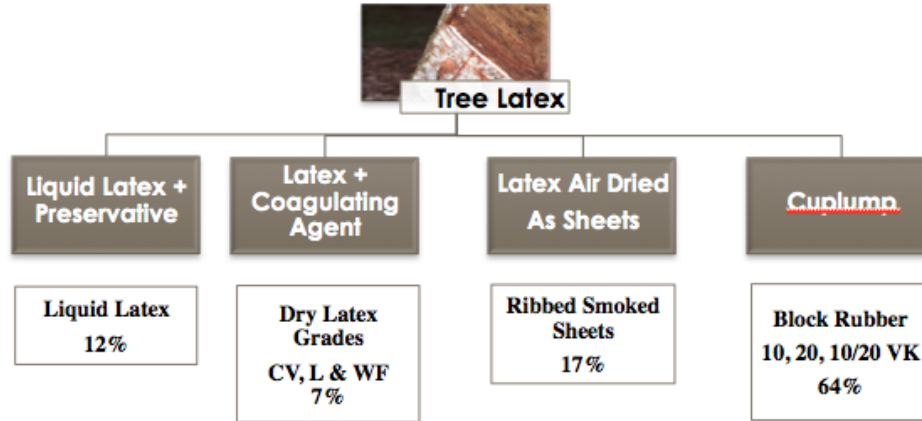 Tree Latex
Liquid Latex +
Preservative
Latex +
Coagulating
Agent
Latex Air Dried
As Sheets
Cuplump
Liquid Latex
12%
Dry Latex
Grades
CV, L & WF
7%
Ribbed Smoked
Sheets
17%
Block Rubber
10, 20, 10/20 VK
64%